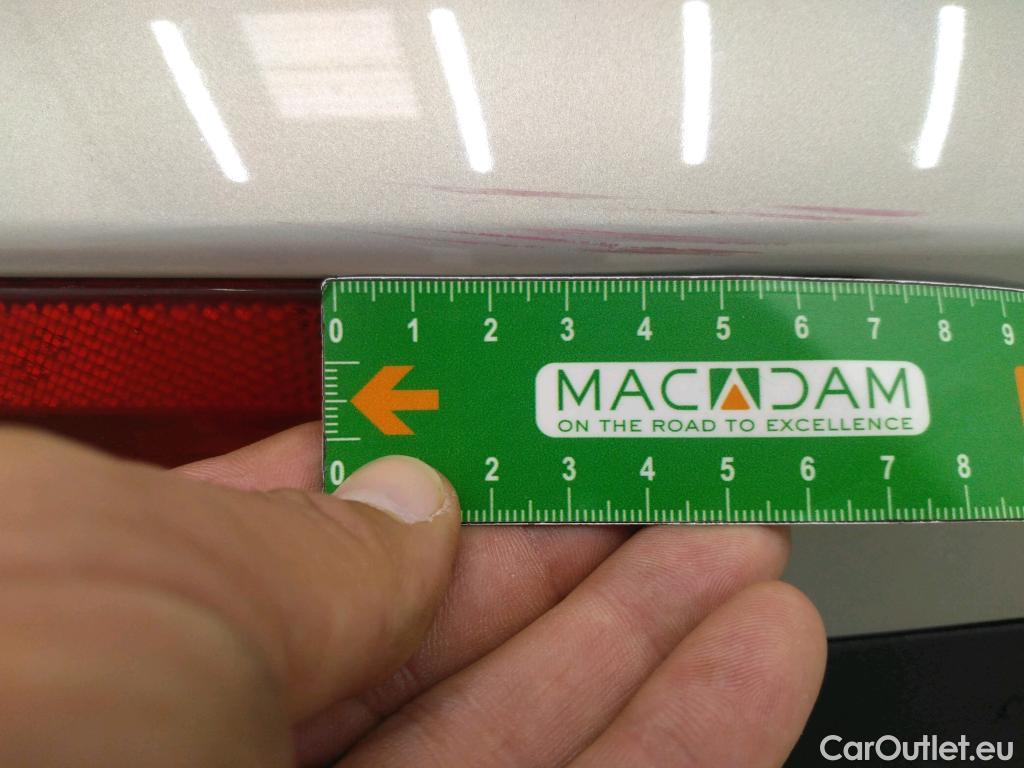 0 1 2 3 4 5 6 7 8 9
MACADAM
ON THE ROAD TO EXCELLENCE
0 2 3 4 5 6 7 8
CarOutlet.eu